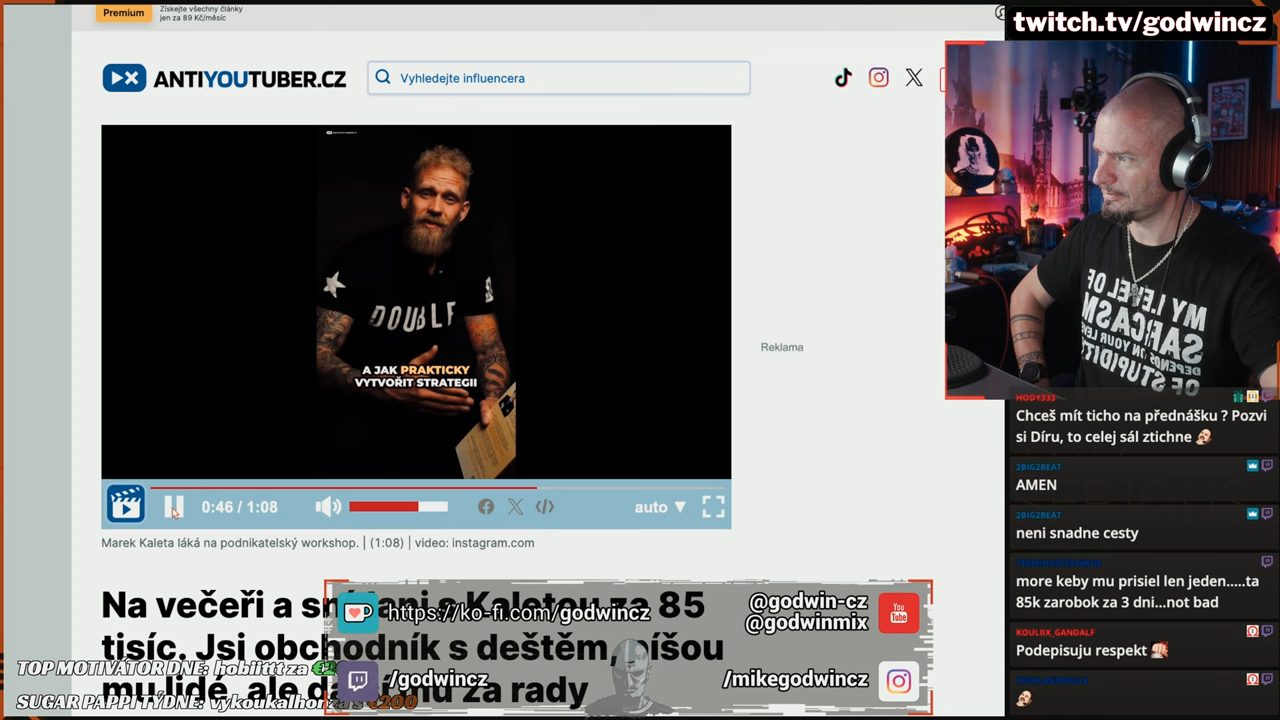 Premium
Získejte všechny články
jen za 89 Kč/měsíc
twitch.tv/godwincz
ANTIYOUTUBER.CZ
Vyhledejte influencera
DOUBLE
A JAK PRAKTICKY
VYTVOŘIT STRATEGII
Reklama
0:46 / 1:08
auto
Marek Kaleta láká na podnikatelský workshop. | (1:08) | video: instagram.com
Na večeři a Kaletou za 85
tisíc. Jsi obchodník s deštěm, píšou
mu lidé, ale za rady
https://ko-fi.com/godwincz
@godwin-cz
@godwinmix
You
Tube
/godwincz
/mikegodwincz
TOP MOTIVÁTOR DNE: hobiittt za
SUGAR PAPPI TÝDNE: vykoukalhonza s €200
MY LEVEL OF
SARCASM
DEPENDS ON YOUR LEVEL
OF STUPIDITY
HODY333
Chceš mít ticho na přednášku ? Pozvi
si Díru, to celej sál ztichne
2BIG2BEAT
AMEN
2BIG2BEAT
neni snadne cesty
more keby mu prisiel len jeden.....ta
85k zarobok za 3 dni...not bad
KOULIIX_GANDALF
Podepisuju respekt